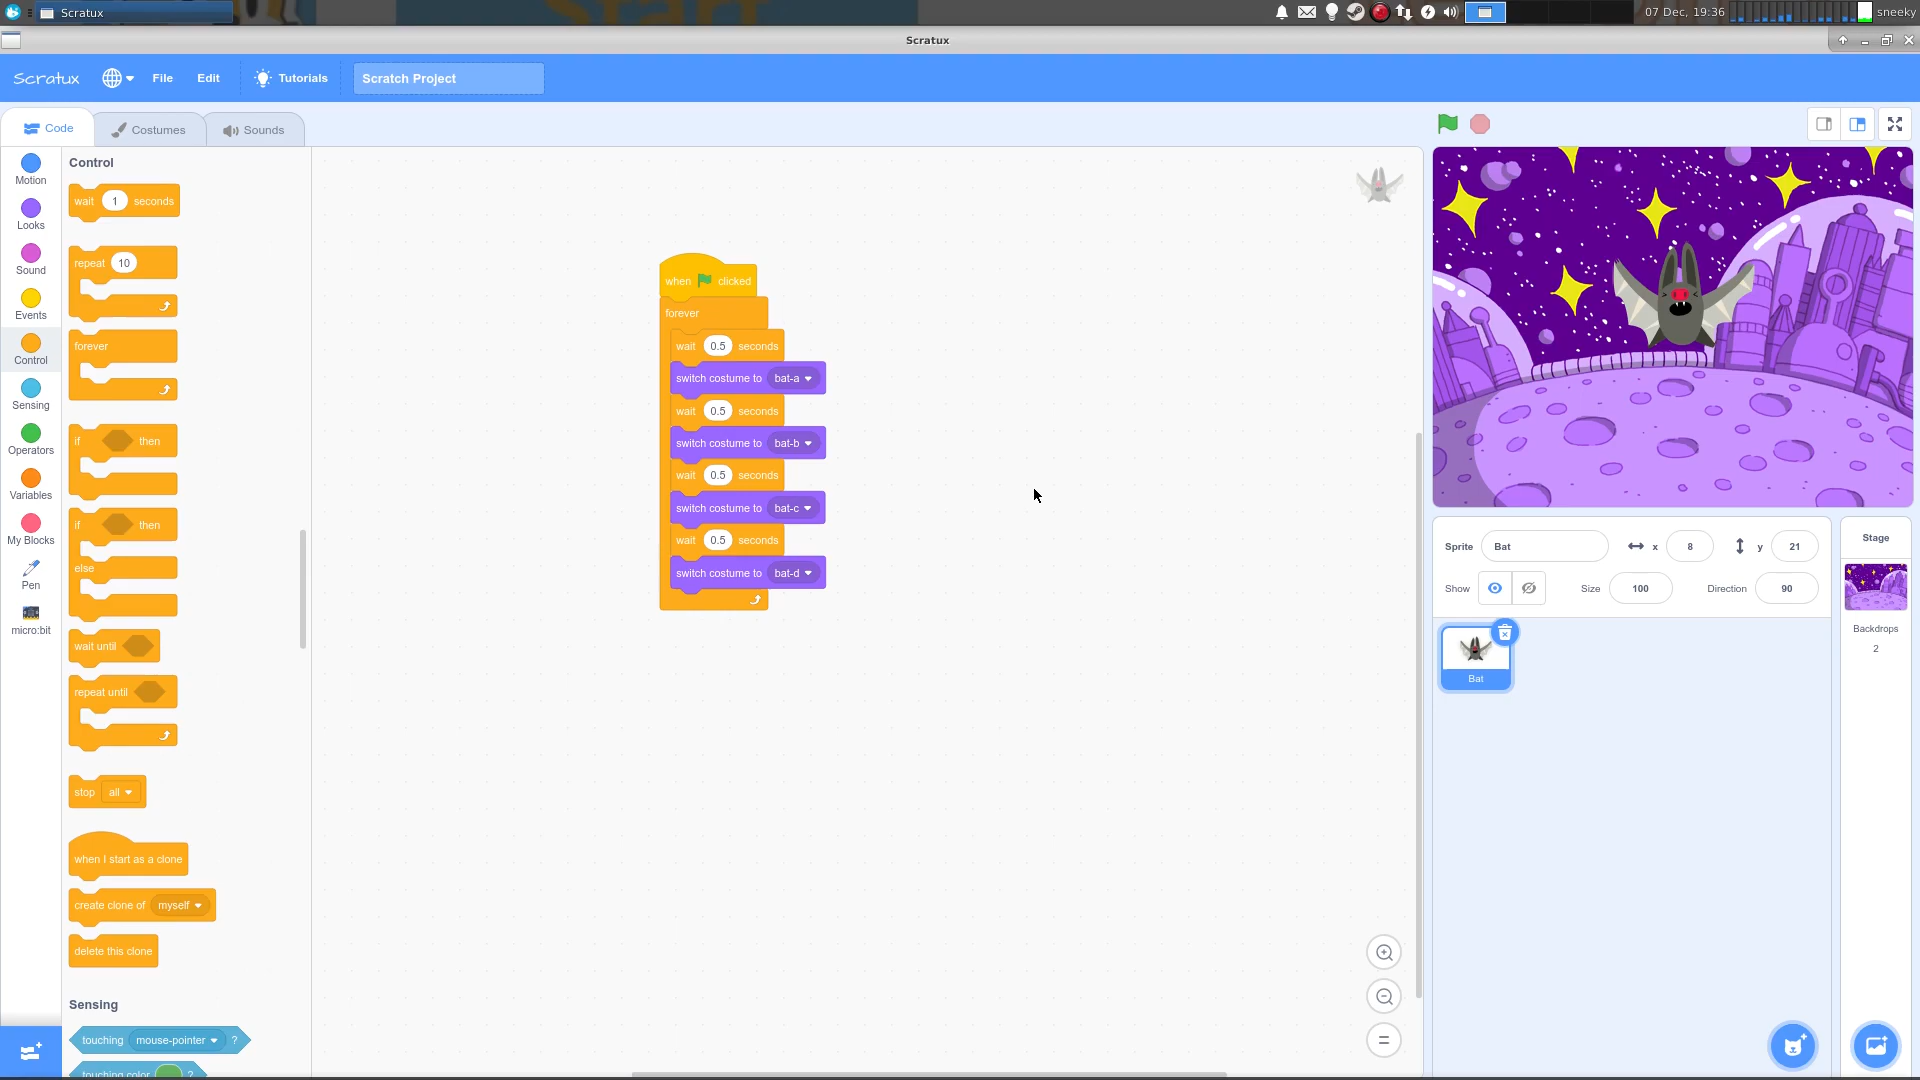 Scratux
07 Dec, 19:36
sneeky
Scratux
Scratux
File
Edit
Tutorials
Scratch Project
Code
Costumes
Sounds
Motion
Looks
Sound
Events
Control
Sensing
Operators
Variables
My Blocks
Pen
micro:bit
Control
wait 1 seconds
repeat 10
forever
if then
if then
else
wait until
repeat until
stop all
when I start as a clone
create clone of myself
delete this clone
Sensing
touching mouse-pointer ?
touching color ?
when clicked
forever
wait 0.5 seconds
switch costume to bat-a
wait 0.5 seconds
switch costume to bat-b
wait 0.5 seconds
switch costume to bat-c
wait 0.5 seconds
switch costume to bat-d
Sprite Bat x 8 y 21
Show Size 100 Direction 90
Bat
Stage
Backdrops
2